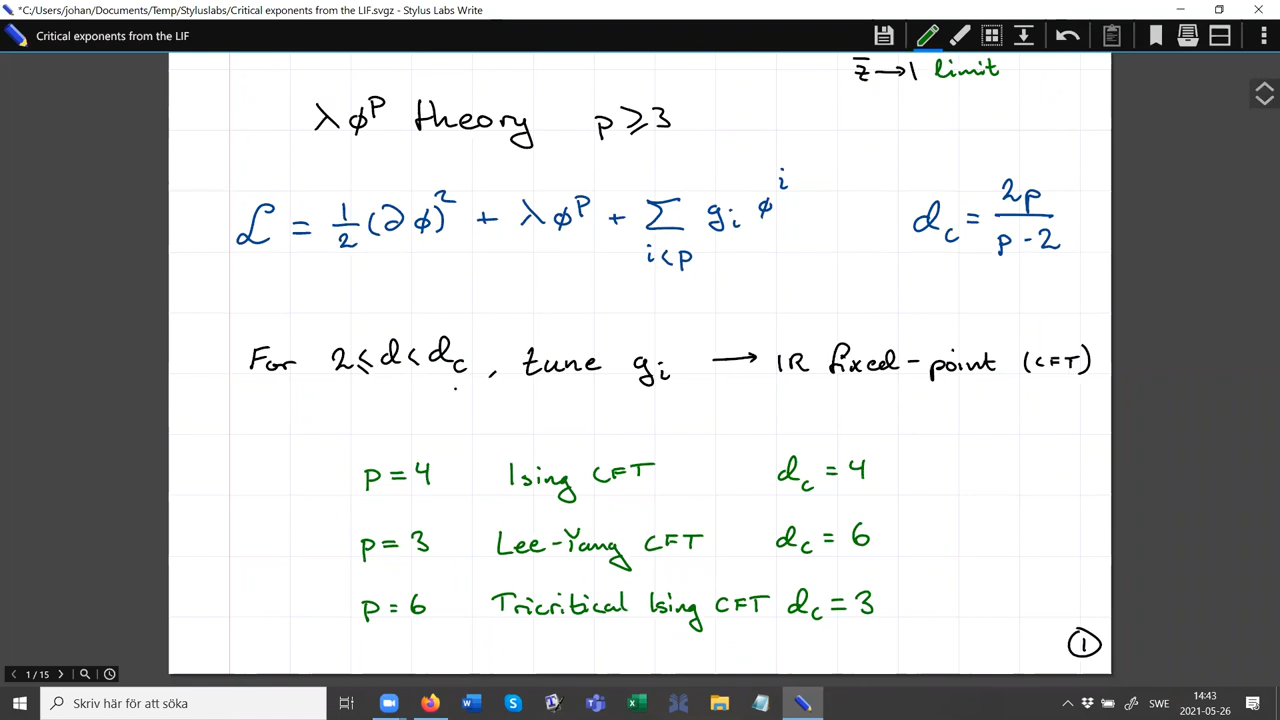 *C:/Users/johan/Documents/Temp/Styluslabs/Critical exponents from the LIF.svgz - Stylus Labs Write
Critical exponents from the LIF
z̄ → 1 limit
λϕ^p theory p ⩾ 3
ℒ = 1/2 (∂ϕ)^2 + λϕ^p + ∑_{i<p} g_i ϕ^i d_c = 2p/(p-2)
For 2 ⩽ d < d_c, tune g_i → IR fixed-point (CFT)
p = 4 Ising CFT d_c = 4
p = 3 Lee-Yang CFT d_c = 6
p = 6 Tricritical Ising CFT d_c = 3
1
1 / 15
Skriv här för att söka
SWE
14:43
2021-05-26